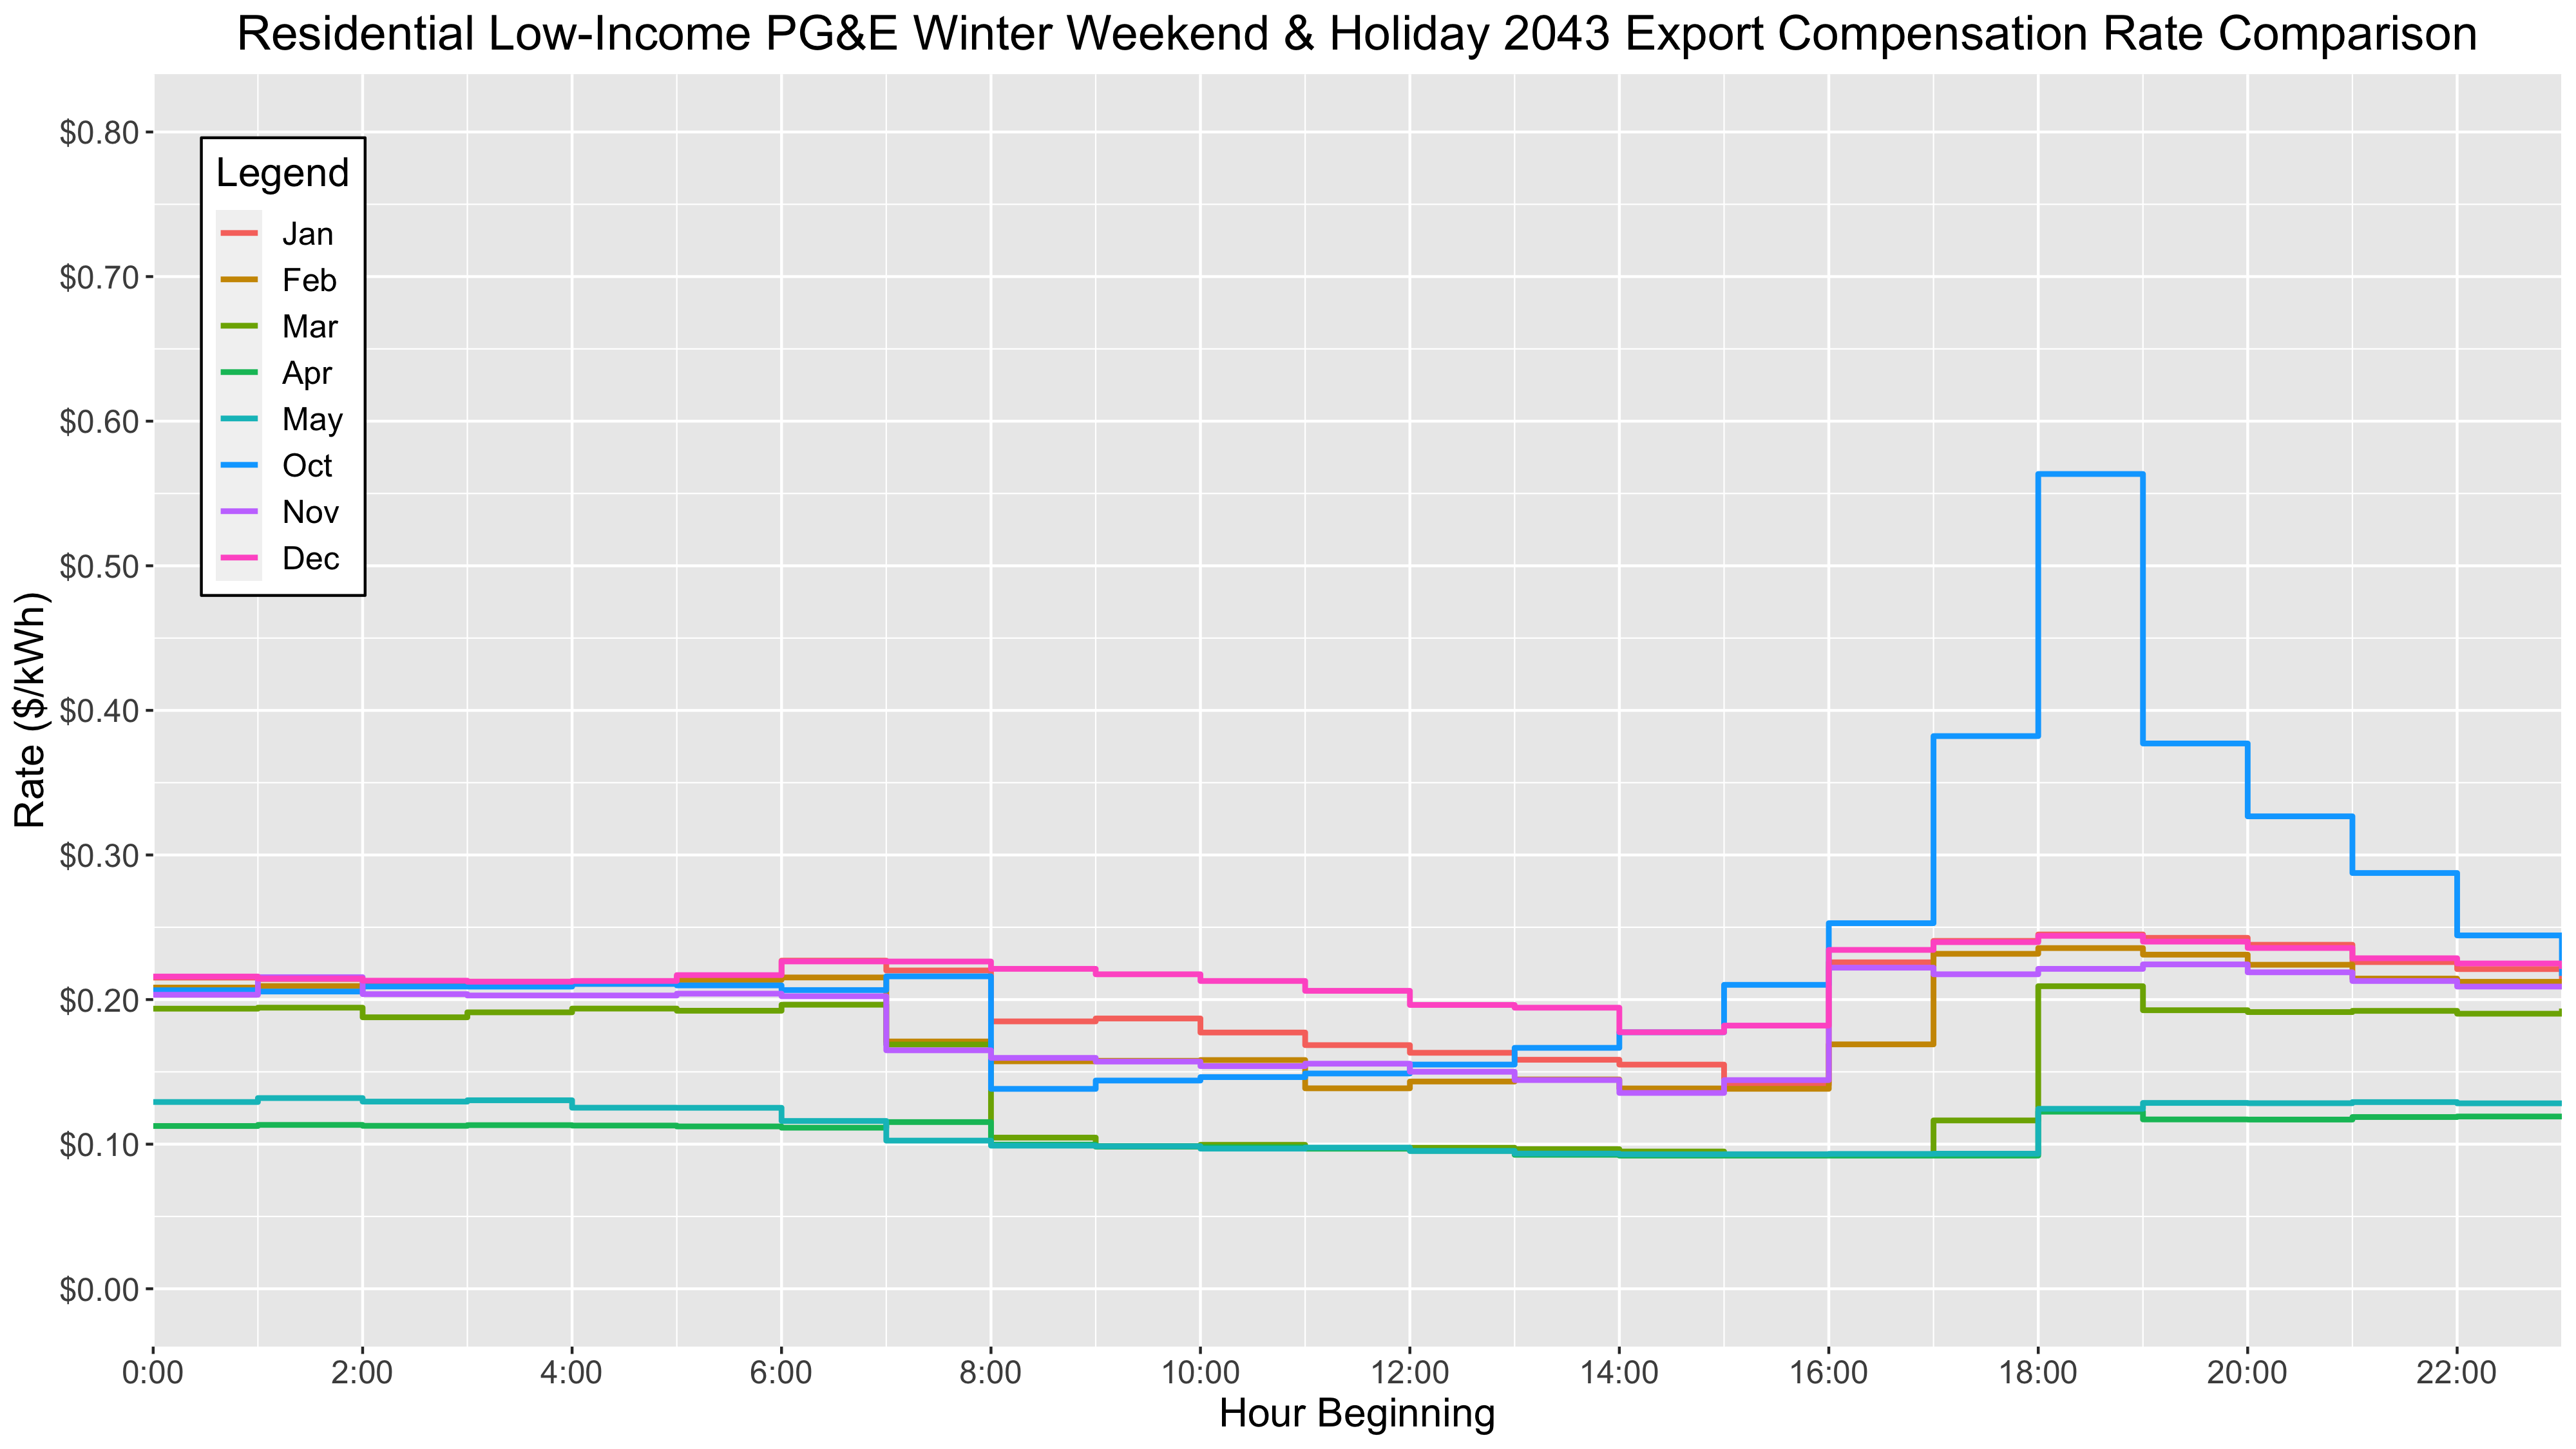 Residential Low-Income PG&E Winter Weekend & Holiday 2043 Export Compensation Rate Comparison
Rate ($/kWh)
$0.80
$0.70
$0.60
$0.50
$0.40
$0.30
$0.20
$0.10
$0.00
Legend
Jan
Feb
Mar
Apr
May
Oct
Nov
Dec
0:00 2:00 4:00 6:00 8:00 10:00 12:00 14:00 16:00 18:00 20:00 22:00
Hour Beginning